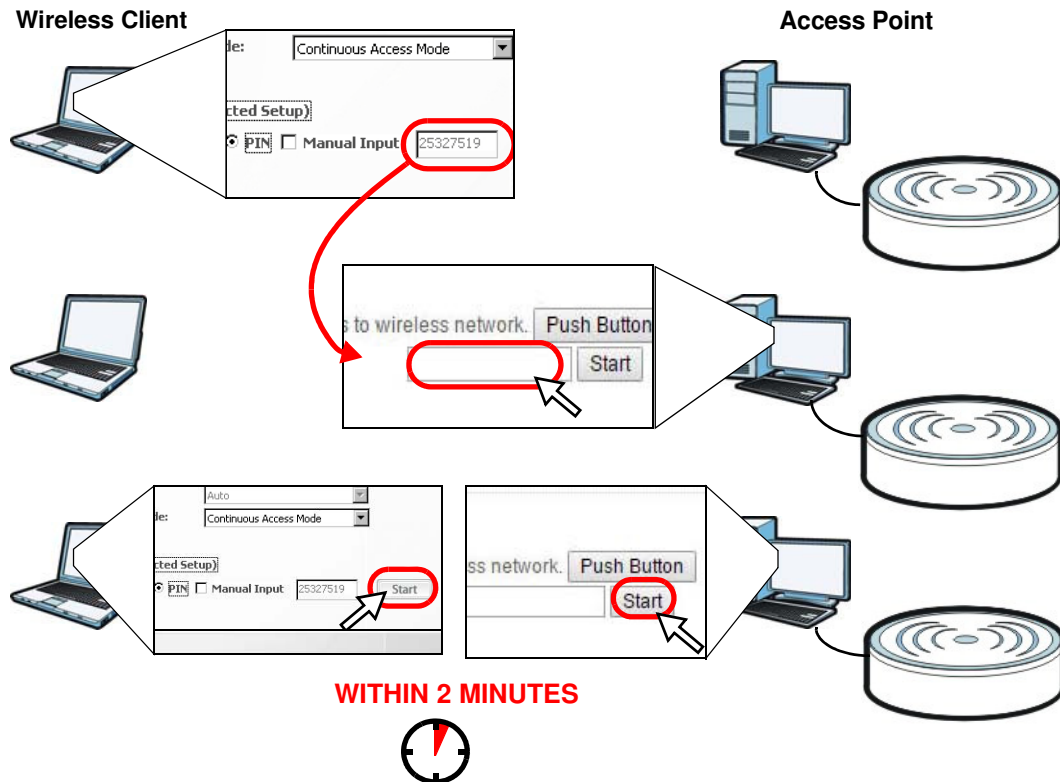 Wireless Client
Access Point
de:
Continuous Access Mode
cted Setup)
PIN Manual Input 25327519
s to wireless network. Push Button
Start
Auto
de:
Continuous Access Mode
cted Setup)
PIN Manual Input 25327519 Start
ss network. Push Button
Start
WITHIN 2 MINUTES